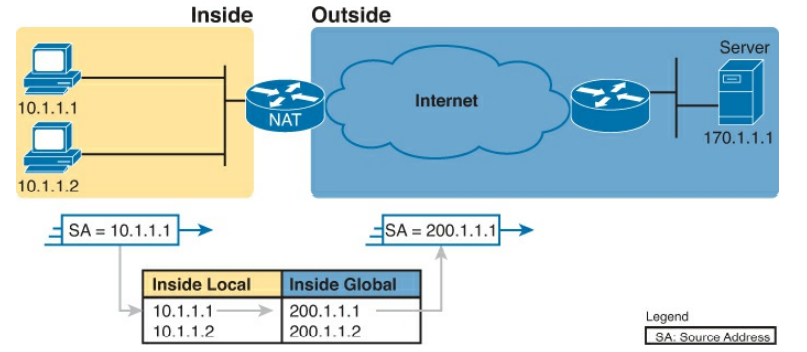 Inside
Outside
Server
10.1.1.1
NAT
Internet
170.1.1.1
10.1.1.2
SA = 10.1.1.1
SA = 200.1.1.1
Inside Local Inside Global
10.1.1.1 200.1.1.1
10.1.1.2 200.1.1.2
Legend
SA: Source Address